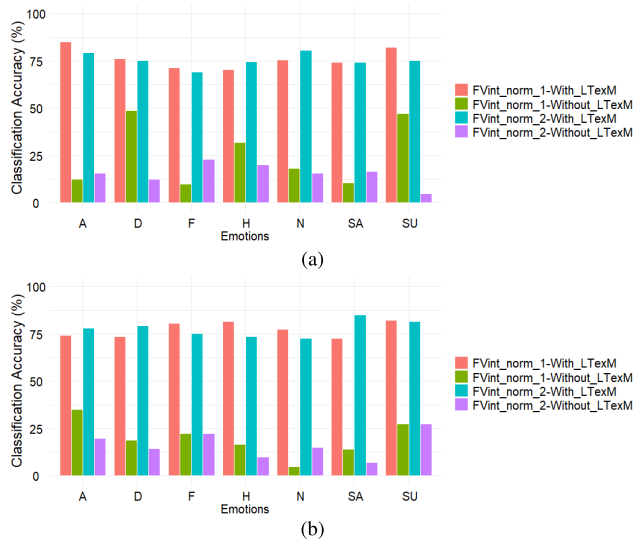 100
75
50
25
0
Classification Accuracy (%)
A D F H N SA SU
Emotions
FVint_norm_1-With_LTexM
FVint_norm_1-Without_LTexM
FVint_norm_2-With_LTexM
FVint_norm_2-Without_LTexM
(a)
100
75
50
25
0
Classification Accuracy (%)
A D F H N SA SU
Emotions
FVint_norm_1-With_LTexM
FVint_norm_1-Without_LTexM
FVint_norm_2-With_LTexM
FVint_norm_2-Without_LTexM
(b)